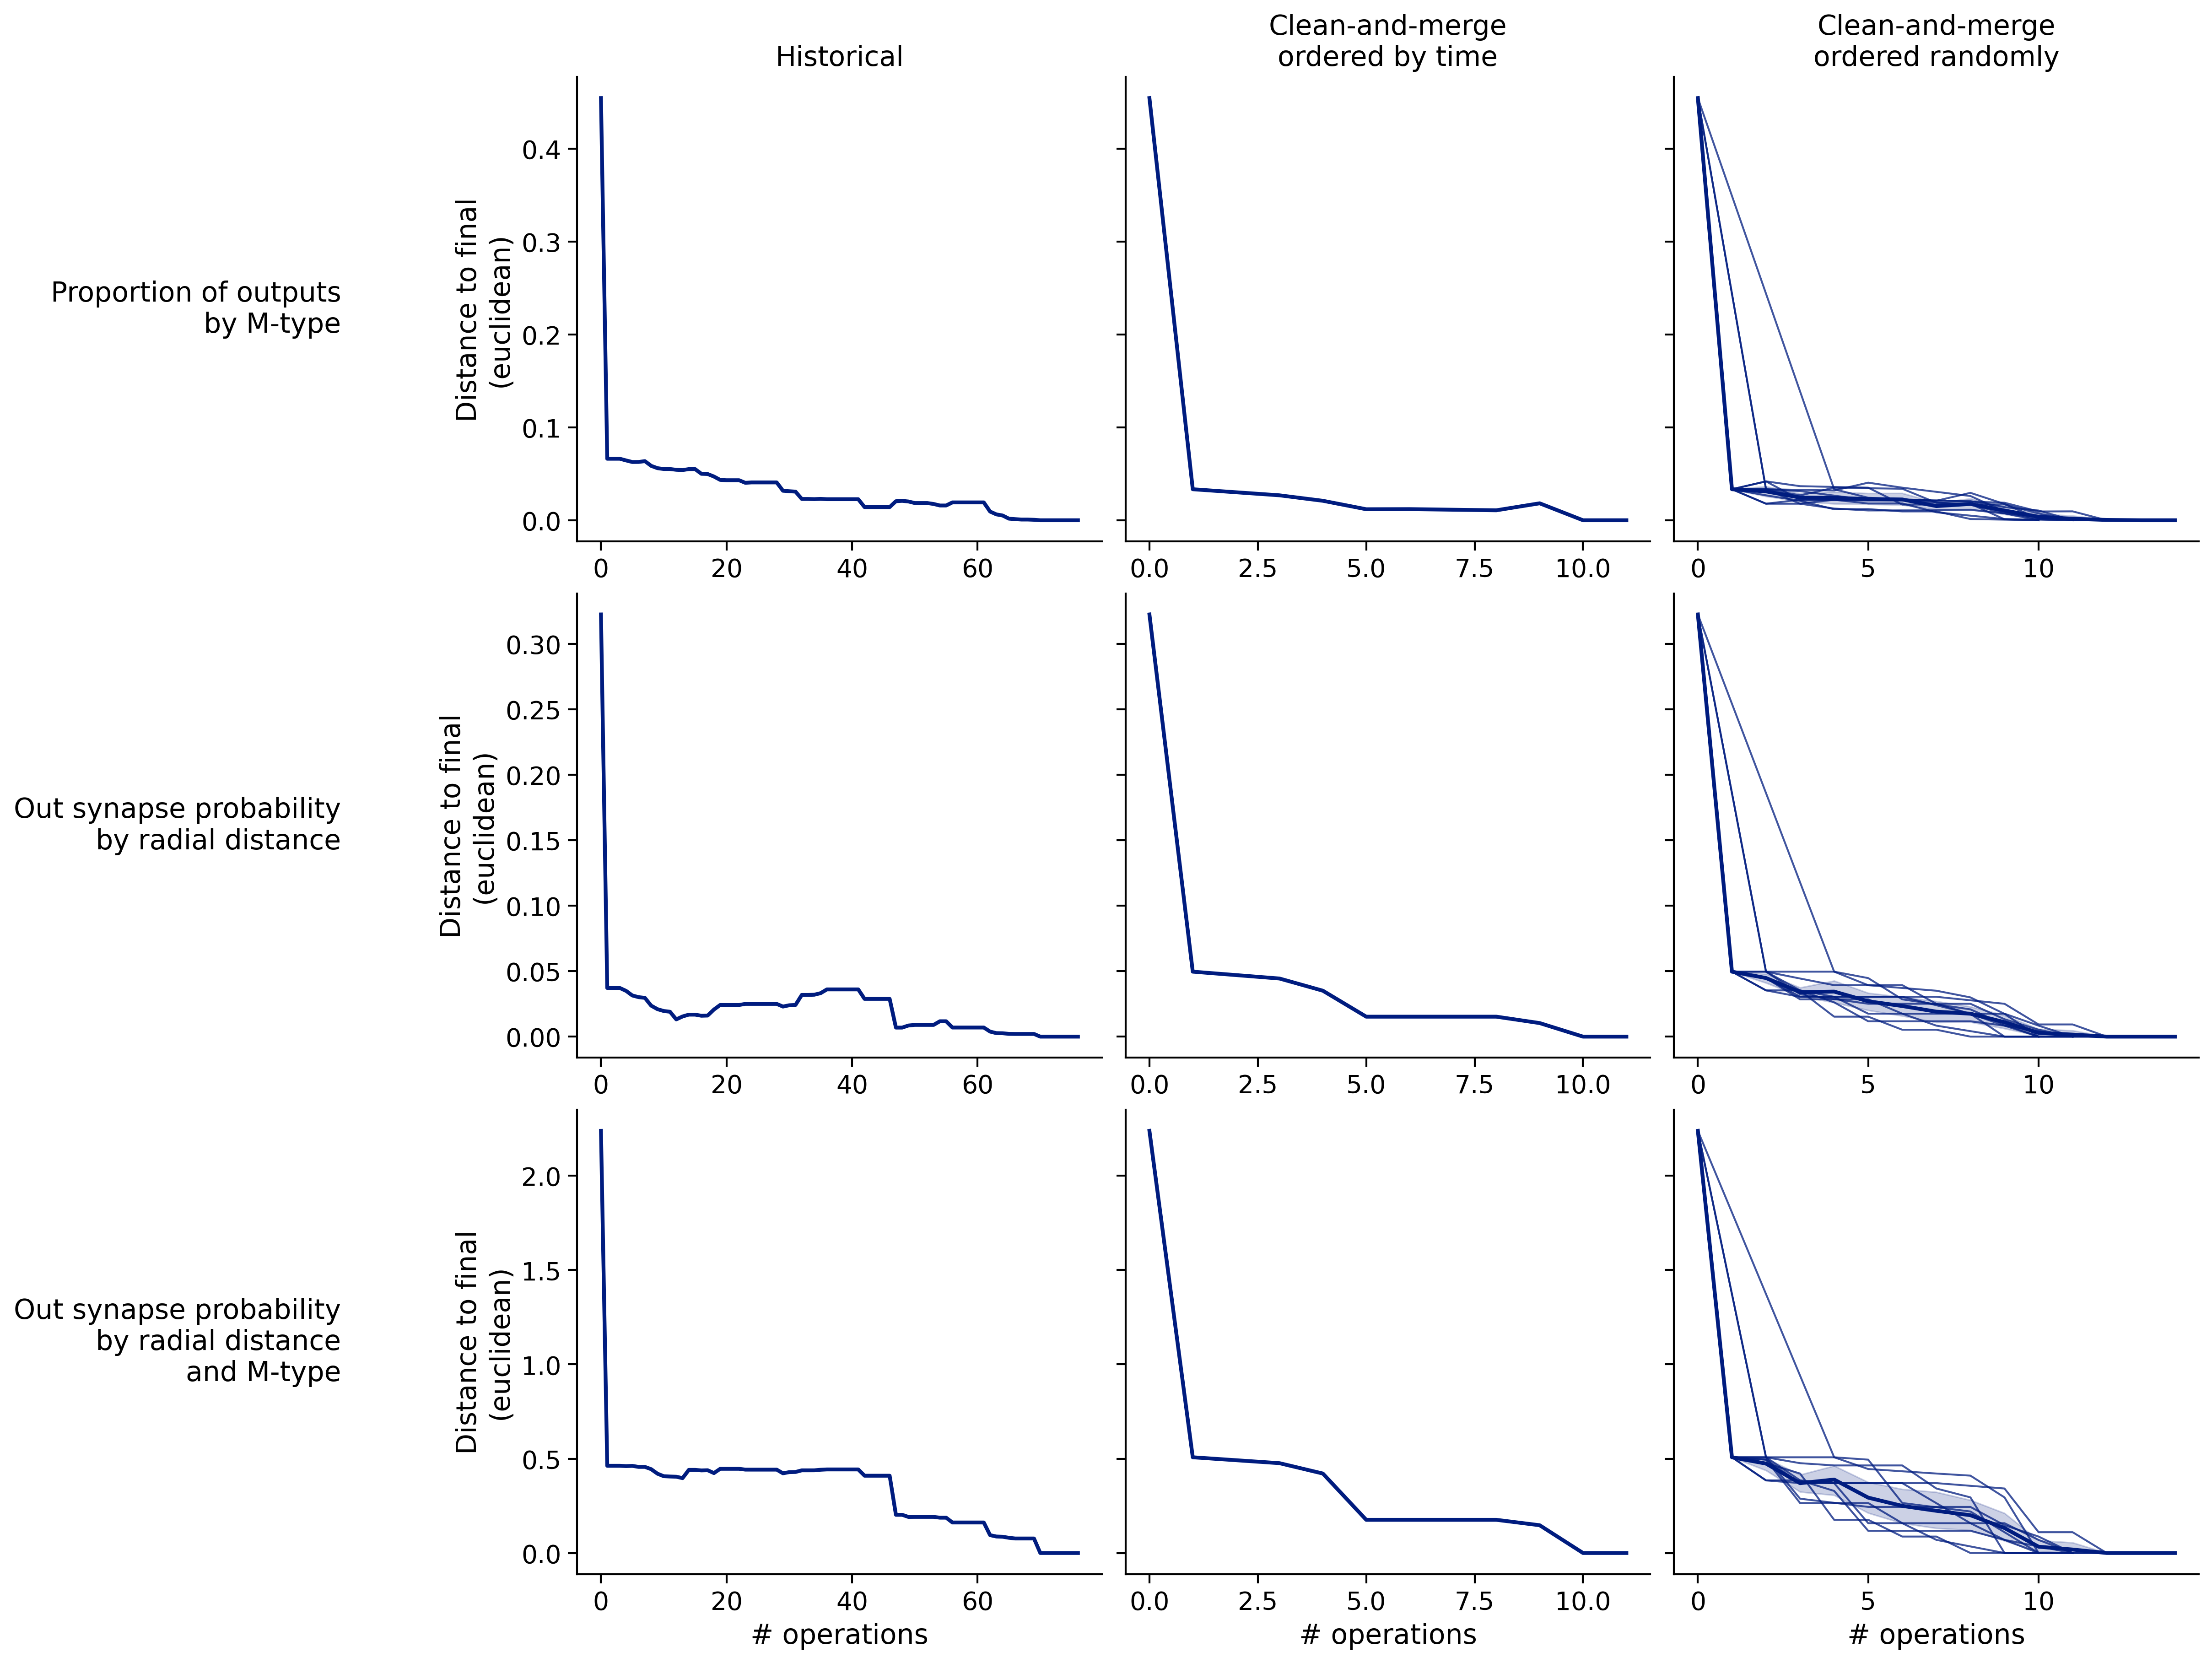 Historical
Clean-and-merge
ordered by time
Clean-and-merge
ordered randomly
Proportion of outputs
by M-type
Distance to final
(euclidean)
0.4
0.3
0.2
0.1
0.0
0 20 40 60
0.0 2.5 5.0 7.5 10.0
0 5 10
Out synapse probability
by radial distance
Distance to final
(euclidean)
0.30
0.25
0.20
0.15
0.10
0.05
0.00
0 20 40 60
0.0 2.5 5.0 7.5 10.0
0 5 10
Out synapse probability
by radial distance
and M-type
Distance to final
(euclidean)
2.0
1.5
1.0
0.5
0.0
0 20 40 60
0.0 2.5 5.0 7.5 10.0
0 5 10
# operations
# operations
# operations